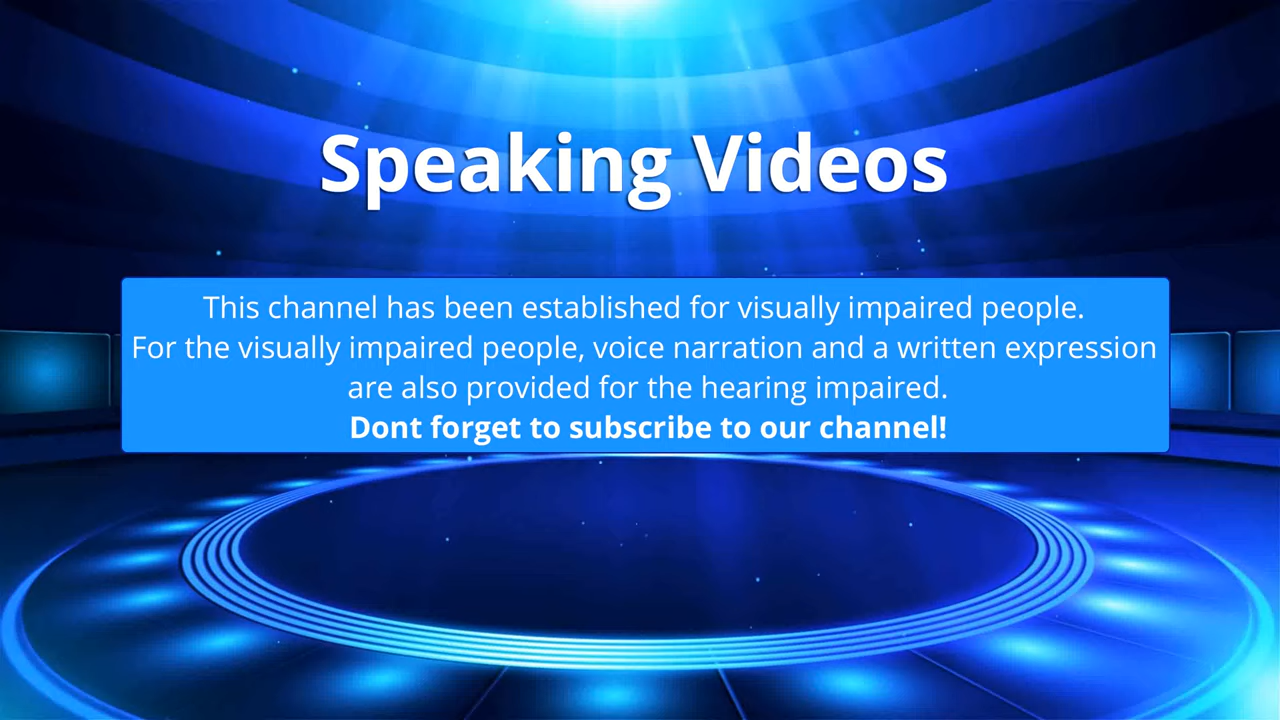 Speaking Videos
This channel has been established for visually impaired people.
For the visually impaired people, voice narration and a written expression
are also provided for the hearing impaired.
Dont forget to subscribe to our channel!